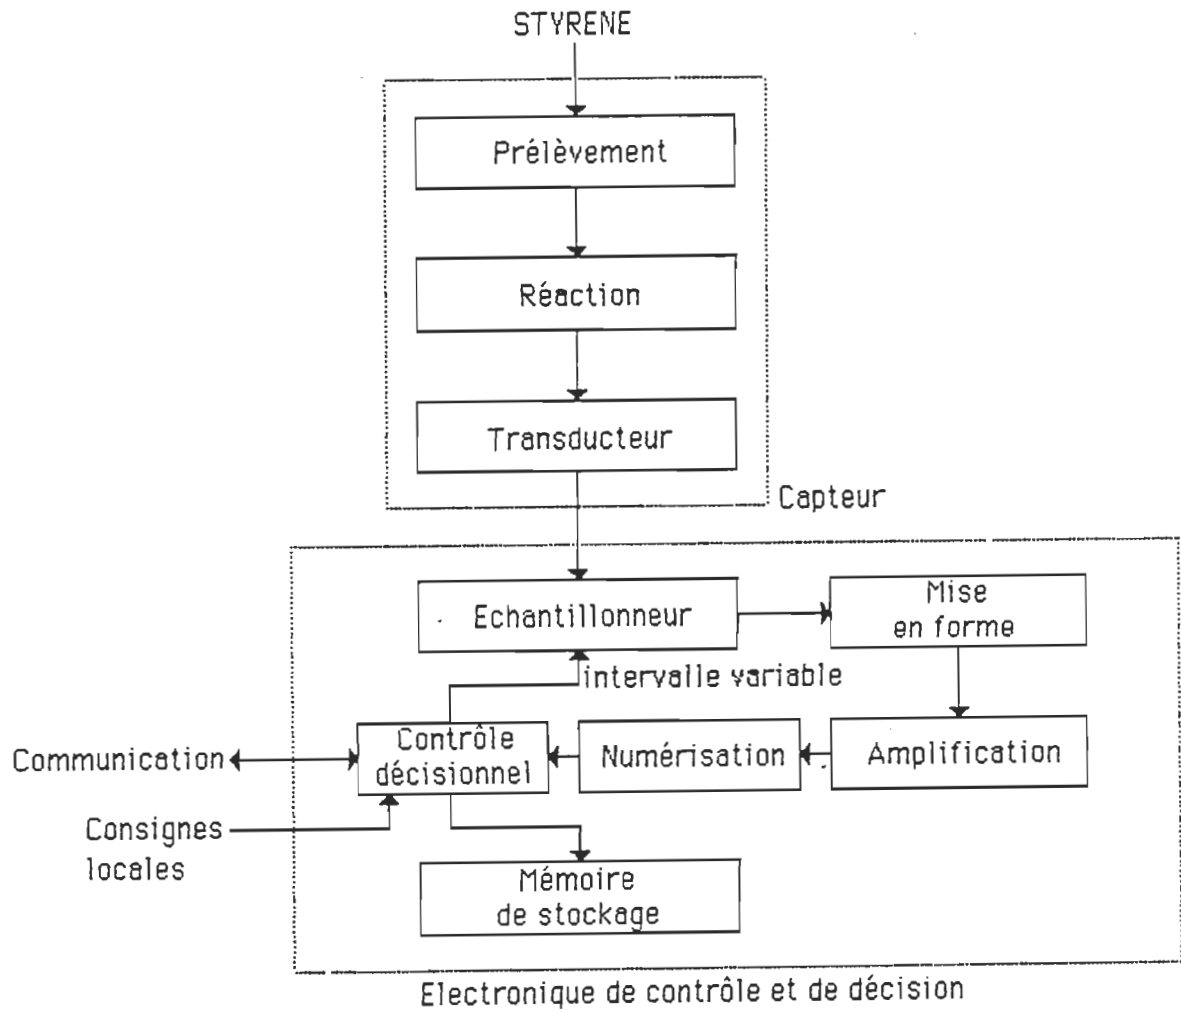 STYRENE
Prélèvement
Réaction
Transducteur
Capteur
Echantillonneur
Mise
en forme
intervalle variable
Communication
Contrôle
décisionnel
Numérisation
Amplification
Consignes
locales
Mémoire
de stockage
Electronique de contrôle et de décision